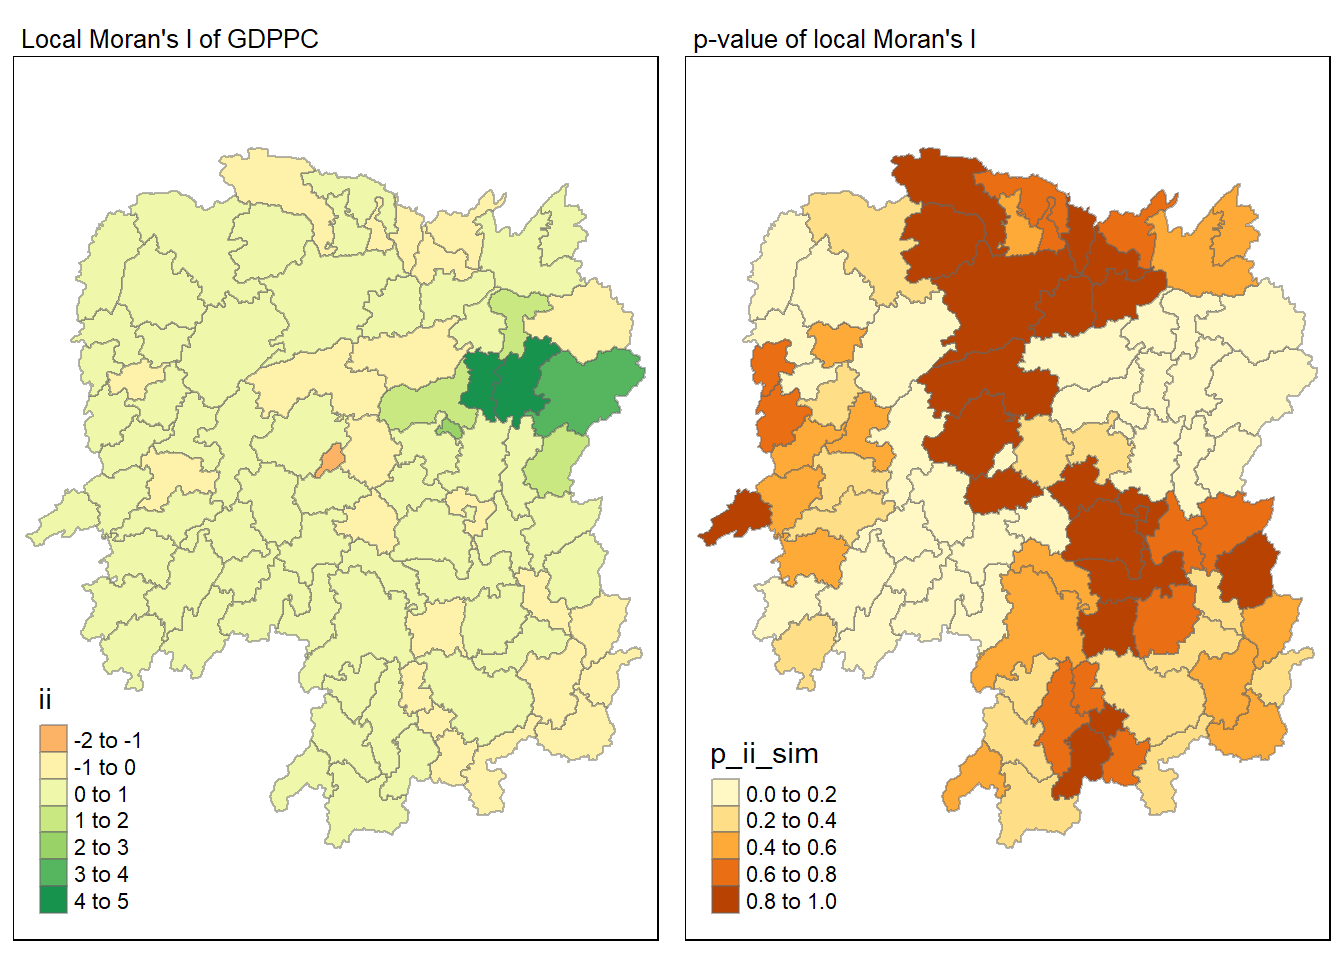 Local Moran's I of GDPPC
ii
-2 to -1
-1 to 0
0 to 1
1 to 2
2 to 3
3 to 4
4 to 5
p-value of local Moran's I
p_ii_sim
0.0 to 0.2
0.2 to 0.4
0.4 to 0.6
0.6 to 0.8
0.8 to 1.0